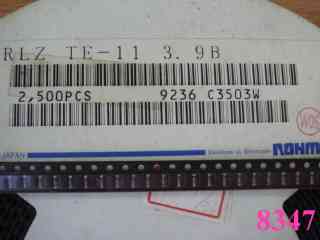 RLZ TE-11 3.9B
2,500PCS 9236 C3503W
JAPAN
ROHM
8347